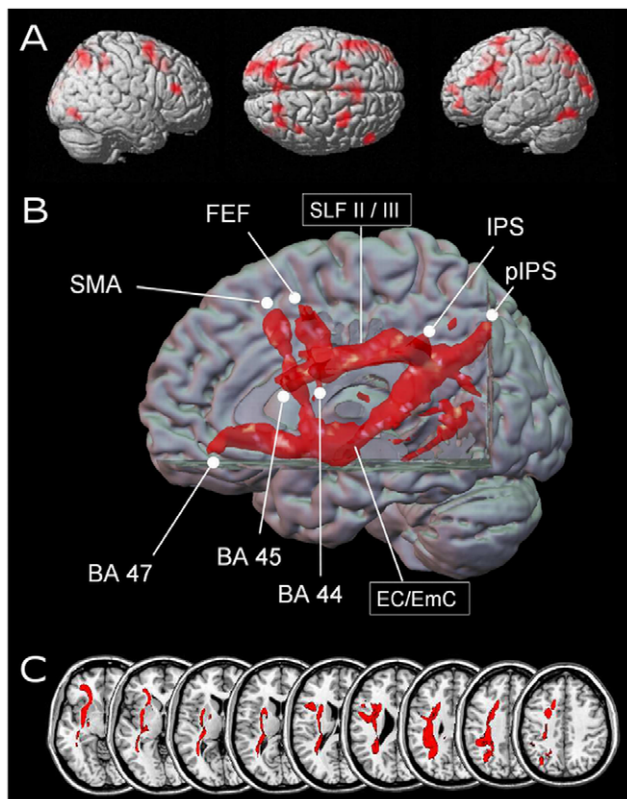 A
B
FEF
SLF II / III
IPS
SMA
pIPS
BA 47
BA 45
BA 44
EC/EmC
C